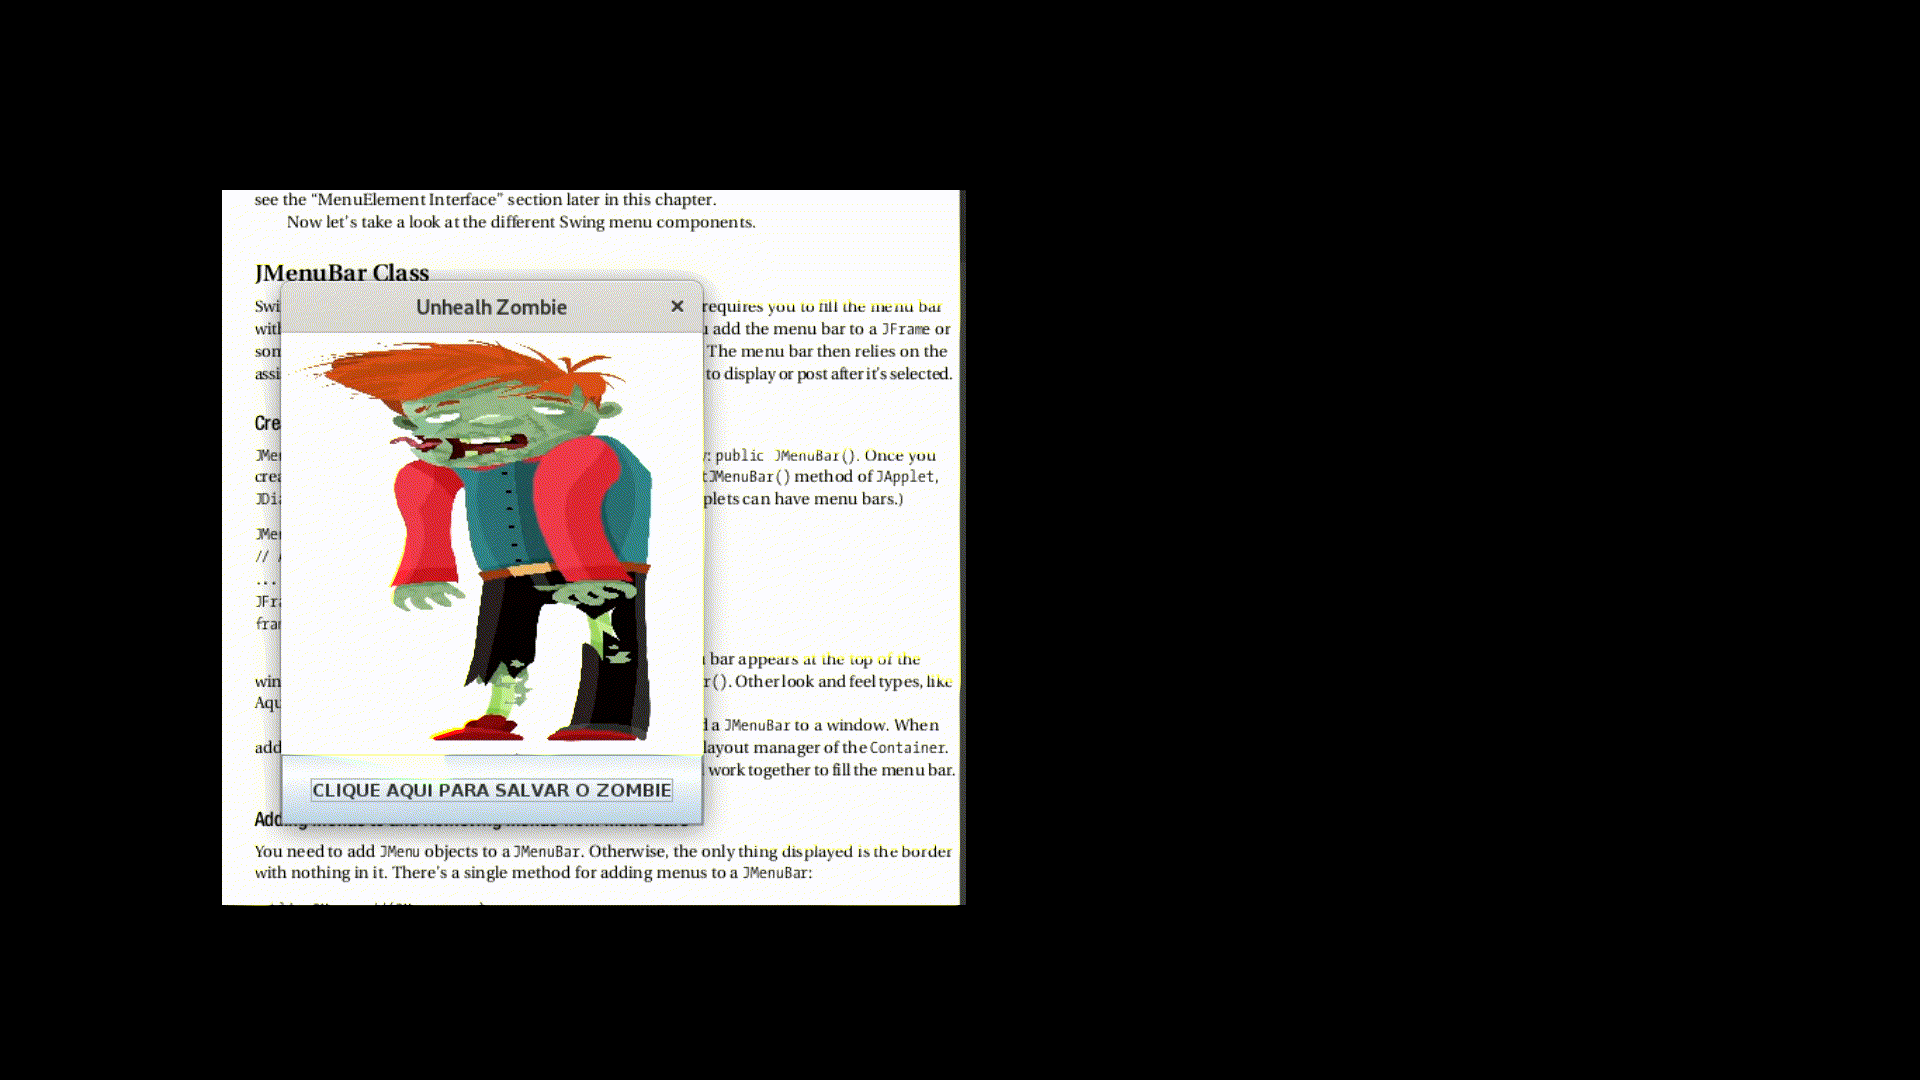 see the “MenuElement Interface” section later in this chapter.
Now let’s take a look at the different Swing menu components.
JMenuBar Class
requires you to fill the menu bar
add the menu bar to a JFrame or
The menu bar then relies on the
to display or post after it’s selected.
Unhealh Zombie
public JMenuBar(). Once you
JMenuBar() method of JApplet,
can have menu bars.)
//
...
bar appears at the top of the
Other look and feel types, like
a JMenuBar to a window. When
layout manager of the Container.
work together to fill the menu bar.
CLIQUE AQUI PARA SALVAR O ZOMBIE
You need to add JMenu objects to a JMenuBar. Otherwise, the only thing displayed is the border
with nothing in it. There’s a single method for adding menus to a JMenuBar: